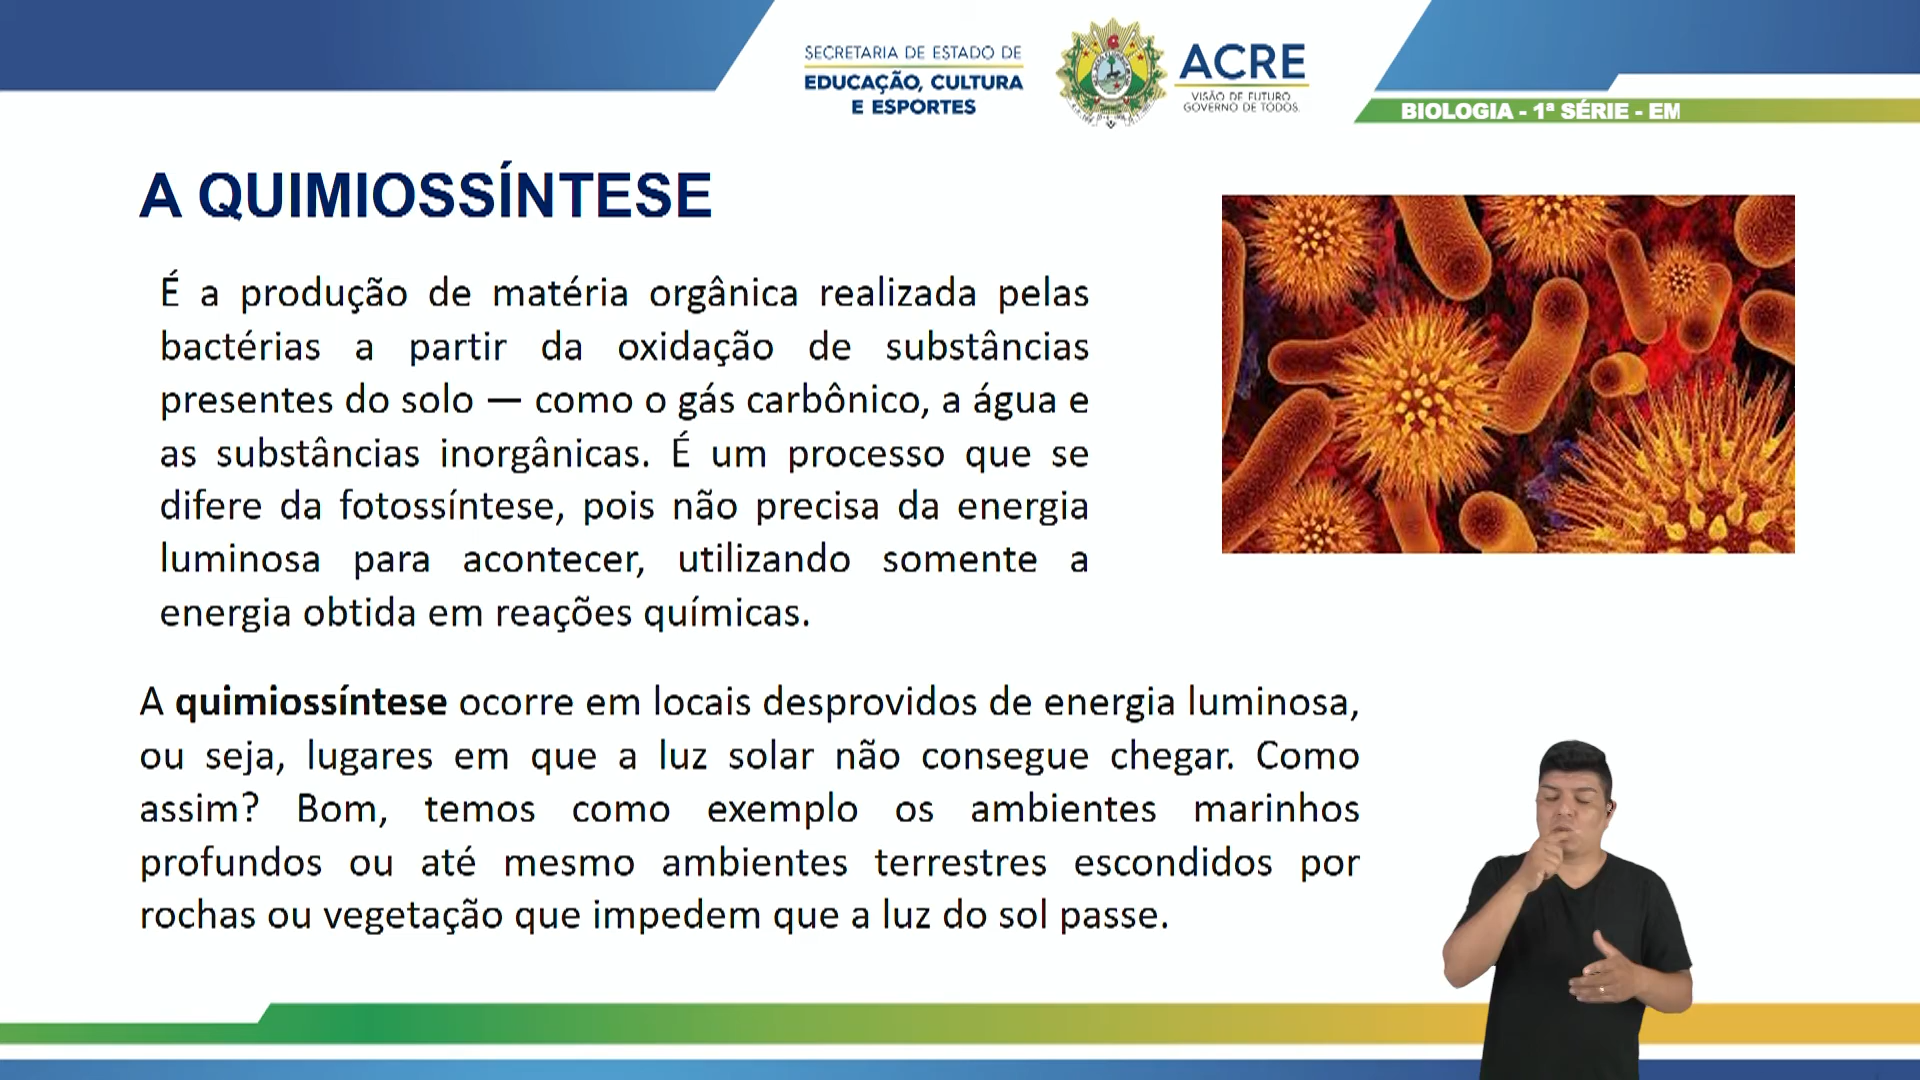 SECRETARIA DE ESTADO DE
EDUCAÇÃO, CULTURA
E ESPORTES
ACRE
VISÃO DE FUTURO
GOVERNO DE TODOS.
BIOLOGIA - 1ª SÉRIE - EM
A QUIMIOSSÍNTESE
É a produção de matéria orgânica realizada pelas
bactérias a partir da oxidação de substâncias
presentes do solo — como o gás carbônico, a água e
as substâncias inorgânicas. É um processo que se
difere da fotossíntese, pois não precisa da energia
luminosa para acontecer, utilizando somente a
energia obtida em reações químicas.
A quimiossíntese ocorre em locais desprovidos de energia luminosa,
ou seja, lugares em que a luz solar não consegue chegar. Como
assim? Bom, temos como exemplo os ambientes marinhos
profundos ou até mesmo ambientes terrestres escondidos por
rochas ou vegetação que impedem que a luz do sol passe.